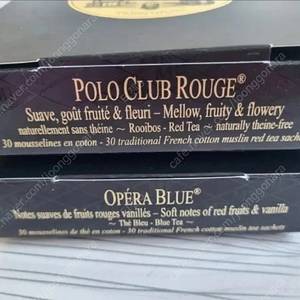 POLO CLUB ROUGE®
Suave, goût fruité & fleuri – Mellow, fruity & flowery
naturellement sans théine ~ Rooibos - Red Tea ~ naturally theine-free
30 mousselines en coton - 30 traditional French cotton muslin red tea sachets
OPÉRA BLUE®
Notes suaves de fruits rouges vanillés – Soft notes of red fruits & vanilla
~ Thé Bleu - Blue Tea ~
30 mousselines de thé en coton - 30 traditional French cotton muslin tea sachets